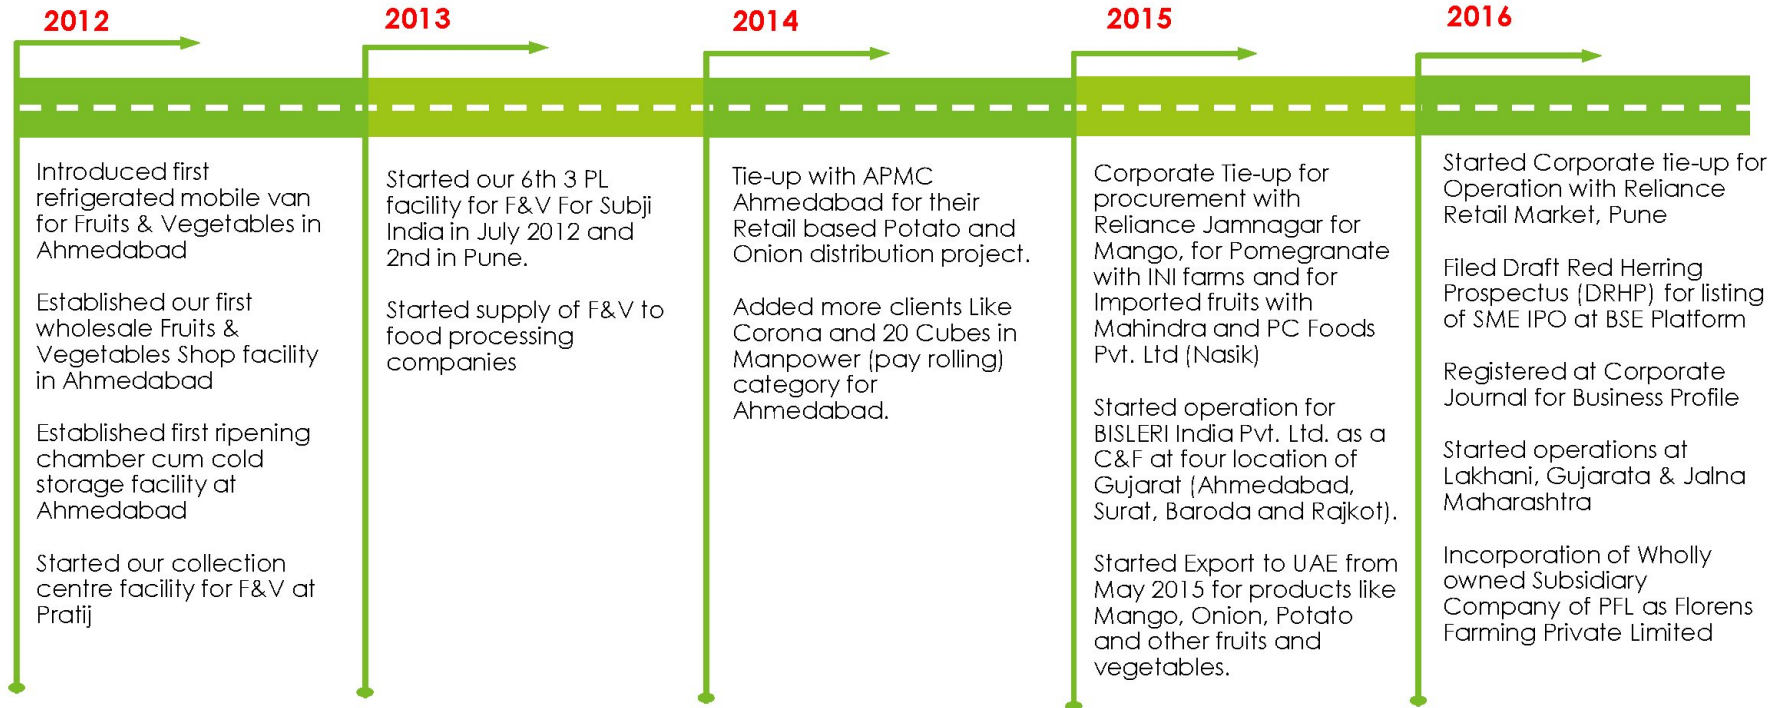 2012
Introduced first
refrigerated mobile van
for Fruits & Vegetables in
Ahmedabad
Established our first
wholesale Fruits &
Vegetables Shop facility
in Ahmedabad
Established first ripening
chamber cum cold
storage facility at
Ahmedabad
Started our collection
centre facility for F&V at
Pratij
2013
Started our 6th 3 PL
facility for F&V For Subji
India in July 2012 and
2nd in Pune.
Started supply of F&V to
food processing
companies
2014
Tie-up with APMC
Ahmedabad for their
Retail based Potato and
Onion distribution project.
Added more clients Like
Corona and 20 Cubes in
Manpower (pay rolling)
category for
Ahmedabad.
2015
Corporate Tie-up for
procurement with
Reliance Jamnagar for
Mango, for Pomegranate
with INI farms and for
Imported fruits with
Mahindra and PC Foods
Pvt. Ltd (Nasik)
Started operation for
BISLERI India Pvt. Ltd. as a
C&F at four location of
Gujarat (Ahmedabad,
Surat, Baroda and Rajkot).
Started Export to UAE from
May 2015 for products like
Mango, Onion, Potato
and other fruits and
vegetables.
2016
Started Corporate tie-up for
Operation with Reliance
Retail Market, Pune
Filed Draft Red Herring
Prospectus (DRHP) for listing
of SME IPO at BSE Platform
Registered at Corporate
Journal for Business Profile
Started operations at
Lakhani, Gujarata & Jalna
Maharashtra
Incorporation of Wholly
owned Subsidiary
Company of PFL as Florens
Farming Private Limited